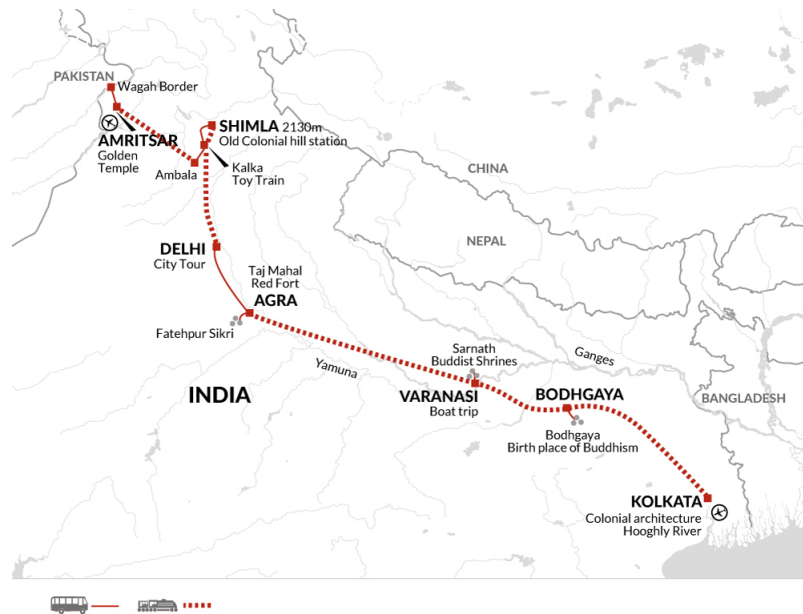 PAKISTAN
Wagah Border
AMRITSAR
Golden
Temple
SHIMLA 2130m
Old Colonial hill station
Ambala
Kalka
Toy Train
CHINA
NEPAL
DELHI
City Tour
Taj Mahal
Red Fort
AGRA
Fatehpur Sikri
Yamuna
Sarnath
Buddist Shrines
Ganges
INDIA
VARANASI
Boat trip
BODHGAYA
Bodhgaya
Birth place of Buddhism
BANGLADESH
KOLKATA
Colonial architecture
Hooghly River